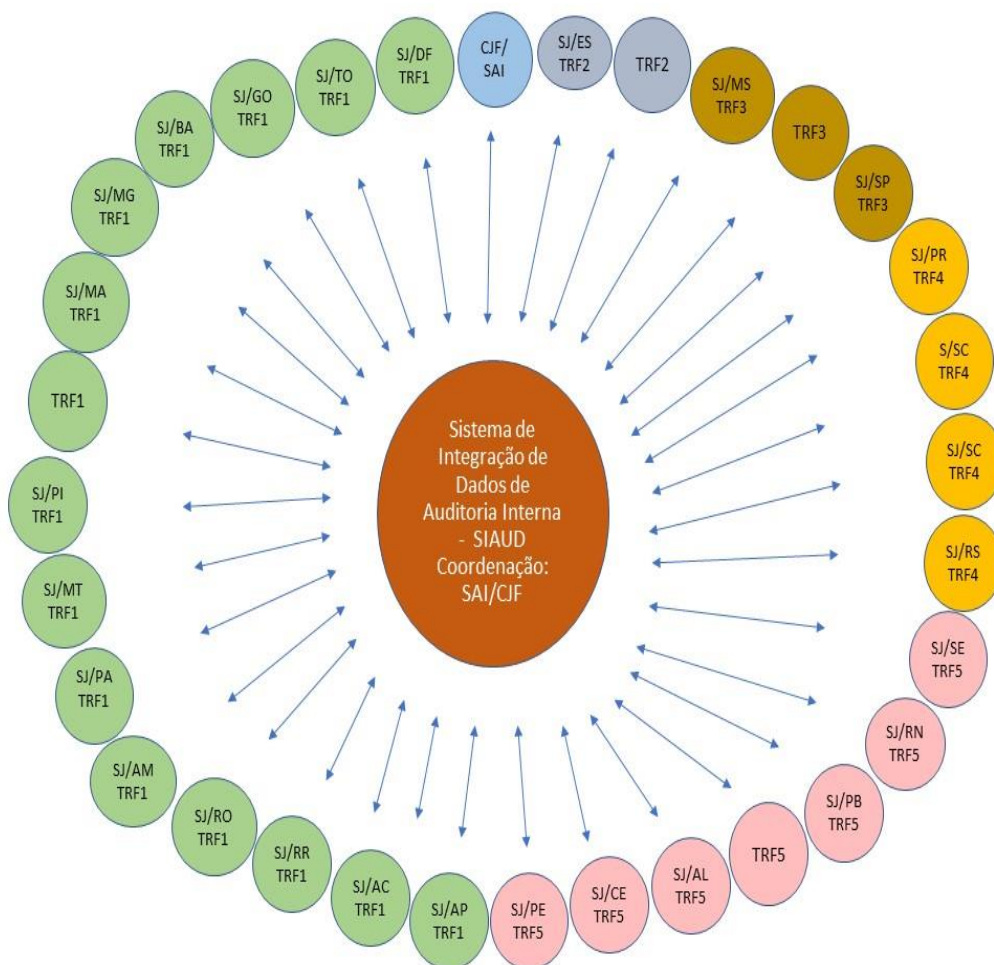 CJF/
SAI
SJ/ES
TRF2
TRF2
SJ/MS
TRF3
TRF3
SJ/SP
TRF3
SJ/PR
TRF4
S/SC
TRF4
SJ/SC
TRF4
SJ/RS
TRF4
SJ/SE
TRF5
SJ/RN
TRF5
SJ/PB
TRF5
TRF5
SJ/AL
TRF5
SJ/CE
TRF5
SJ/PE
TRF5
SJ/AP
TRF1
SJ/AC
TRF1
SJ/RR
TRF1
SJ/RO
TRF1
SJ/AM
TRF1
SJ/PA
TRF1
SJ/MT
TRF1
SJ/PI
TRF1
TRF1
SJ/MA
TRF1
SJ/MG
TRF1
SJ/BA
TRF1
SJ/GO
TRF1
SJ/TO
TRF1
SJ/DF
TRF1
Sistema de
Integração de
Dados de
Auditoria Interna
- SIAUD
Coordenação:
SAI/CJF